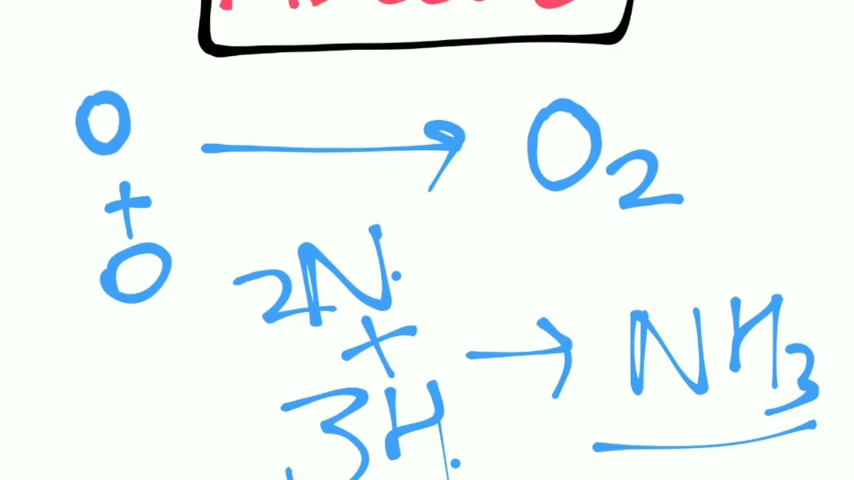 O → O2
+
O
2N.
+ → NH3
3H.